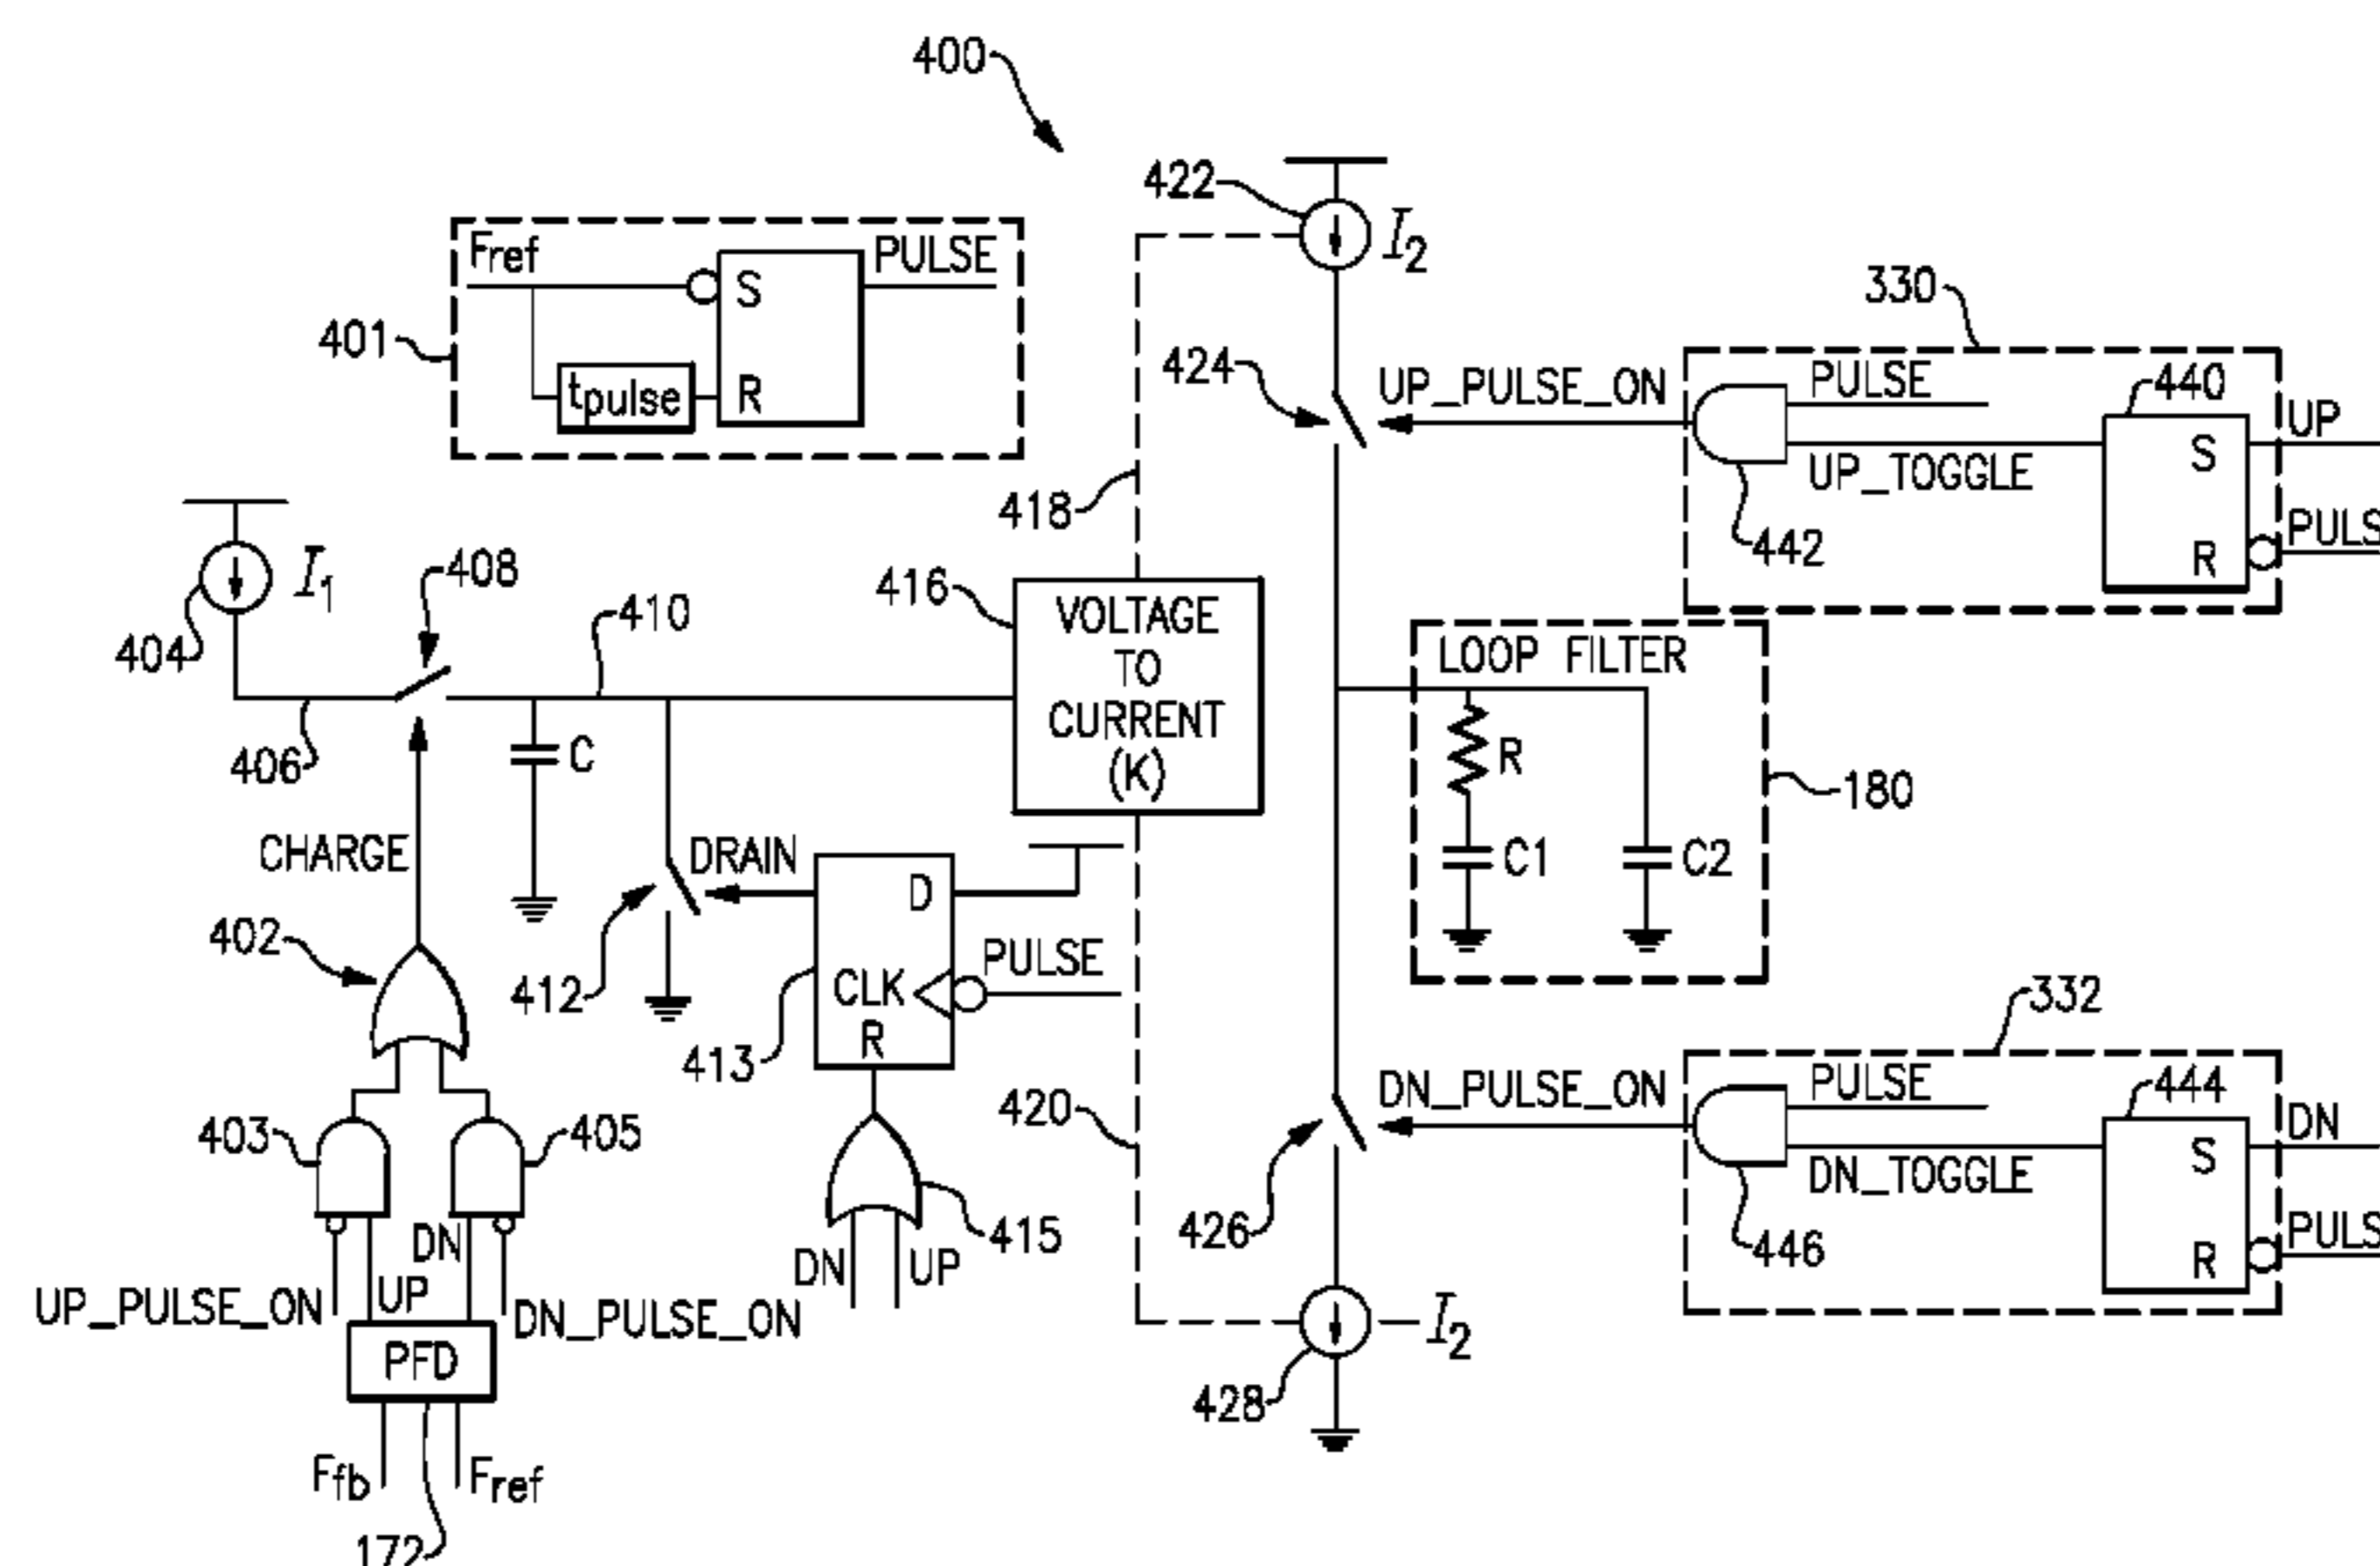 400
422
I2
Fref
PULSE
S
401
tpulse
R
330
424
UP_PULSE_ON
PULSE
440
UP
S
UP_TOGGLE
418
442
R
PULS
I1
408
404
406
410
C
416
VOLTAGE
TO
CURRENT
(K)
LOOP FILTER
R
180
C1
C2
CHARGE
DRAIN
D
402
412
CLK
PULSE
R
413
332
403
405
420
DN_PULSE_ON
PULSE
444
DN
S
DN_TOGGLE
446
R
PULS
415
426
DN
UP
UP_PULSE_ON
UP
DN
DN_PULSE_ON
PFD
I2
428
Ffb
Fref
172